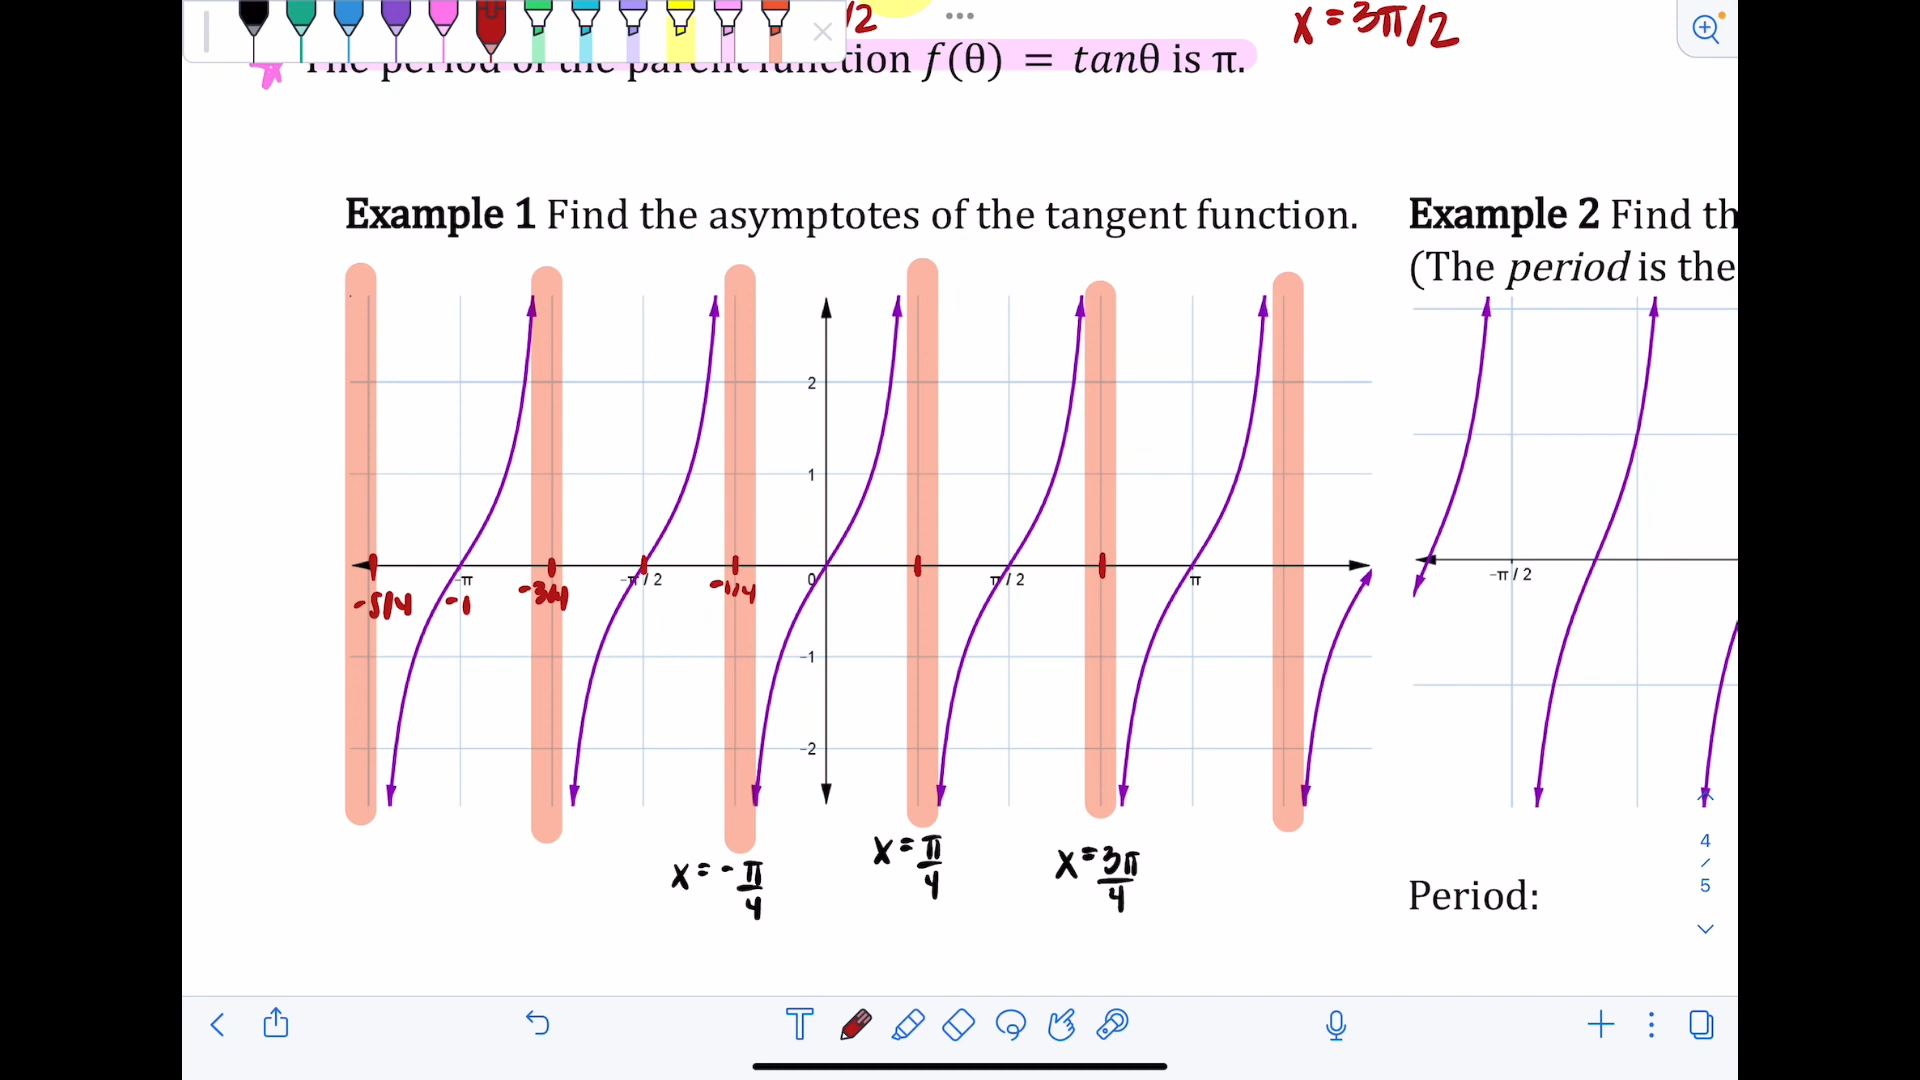 /2
x = 3π/2
The period of the parent function f(θ) = tanθ is π.
Example 1 Find the asymptotes of the tangent function.
Example 2 Find th
(The period is the
2
1
-π
-π / 2
0
π / 2
π
-5/4
-1
-3/4
-1/4
-1
-2
-π / 2
x = -π/4
x = π/4
x = 3π/4
Period:
4
/
5
T